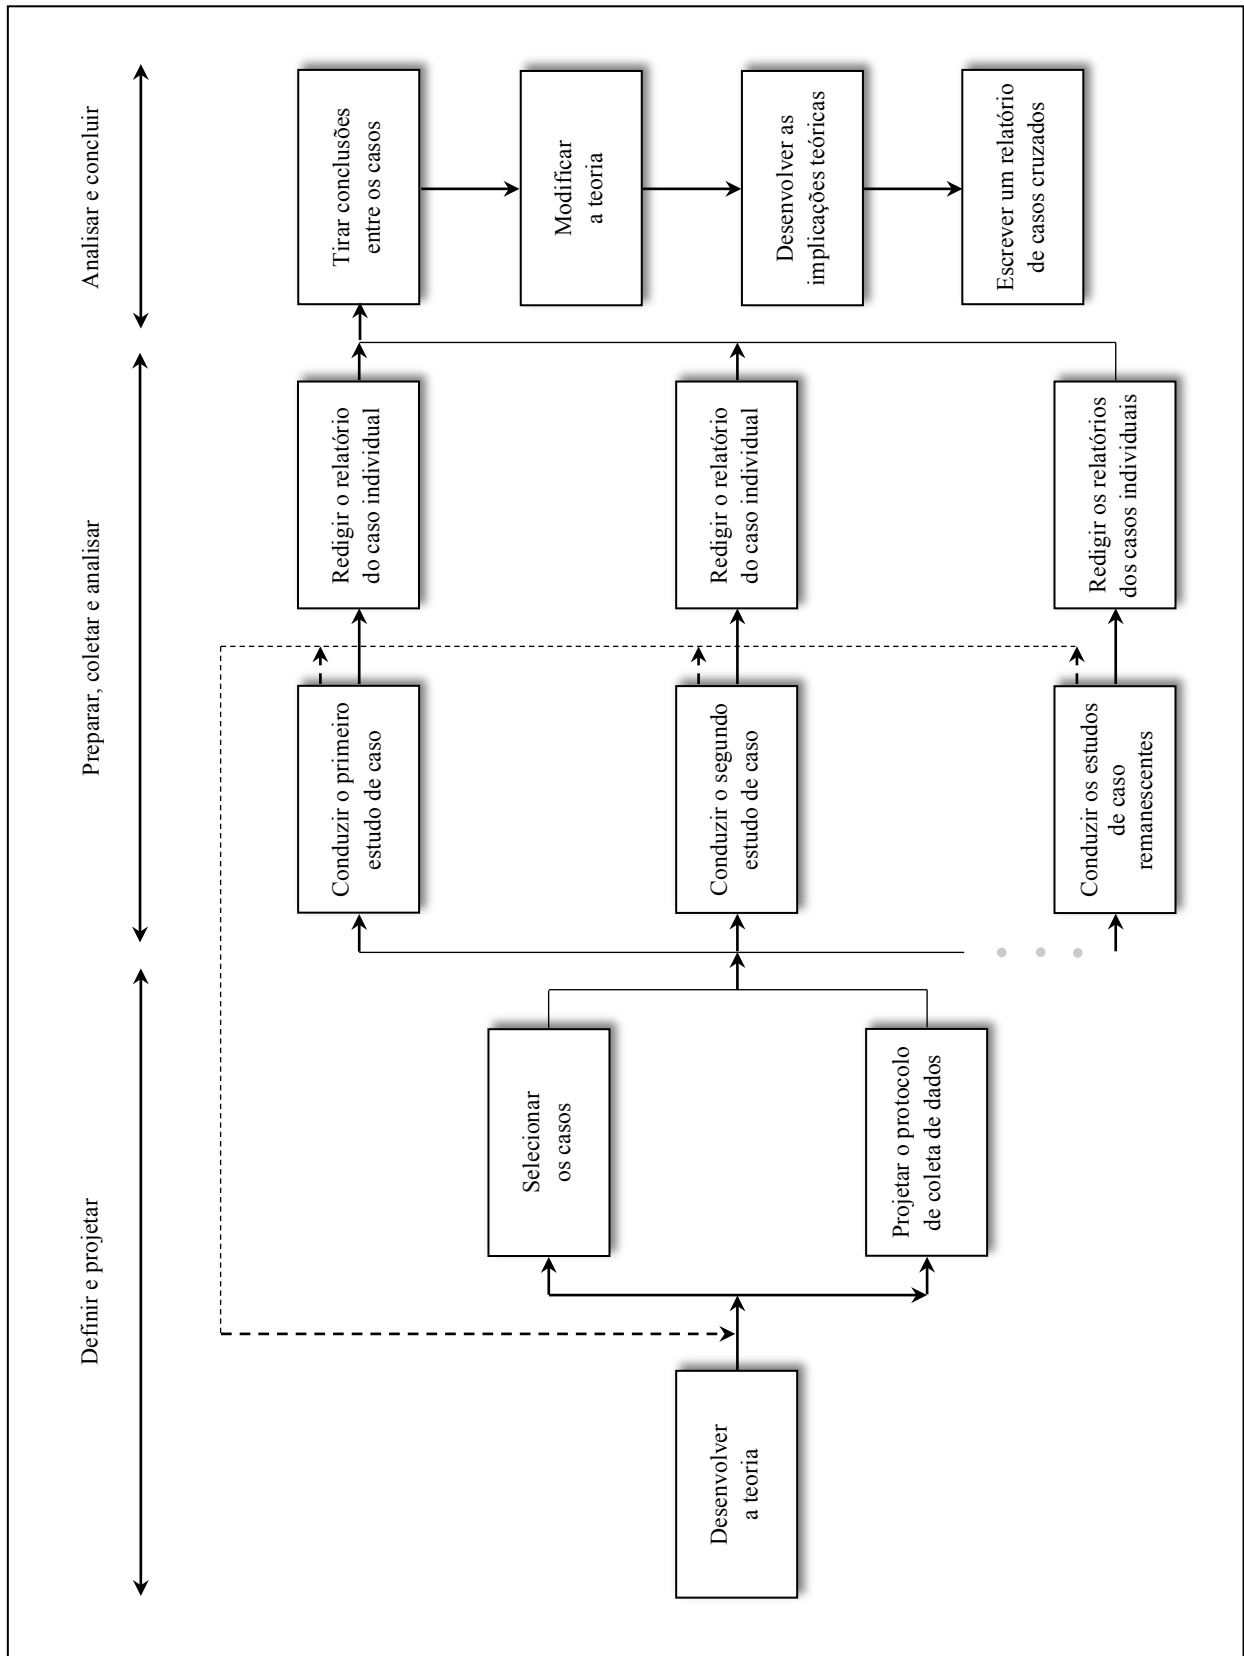 Definir e projetar
Preparar, coletar e analisar
Analisar e concluir
Desenvolver
a teoria
Selecionar
os casos
Projetar o protocolo
de coleta de dados
Conduzir o primeiro
estudo de caso
Redigir o relatório
do caso individual
Conduzir o segundo
estudo de caso
Redigir o relatório
do caso individual
Conduzir os estudos
de caso
remanescentes
Redigir os relatórios
dos casos individuais
Tirar conclusões
entre os casos
Modificar
a teoria
Desenvolver as
implicações teóricas
Escrever um relatório
de casos cruzados